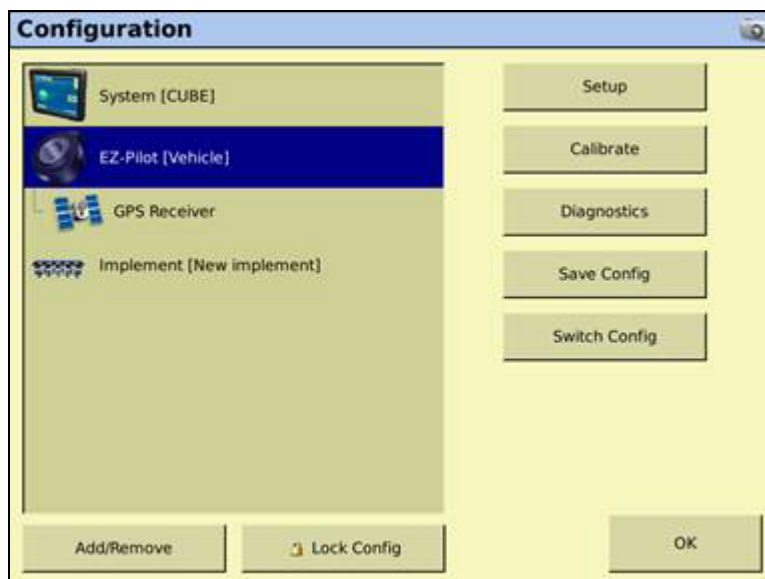 Configuration
System [CUBE]
EZ-Pilot [Vehicle]
GPS Receiver
Implement [New implement]
Setup
Calibrate
Diagnostics
Save Config
Switch Config
Add/Remove
Lock Config
OK